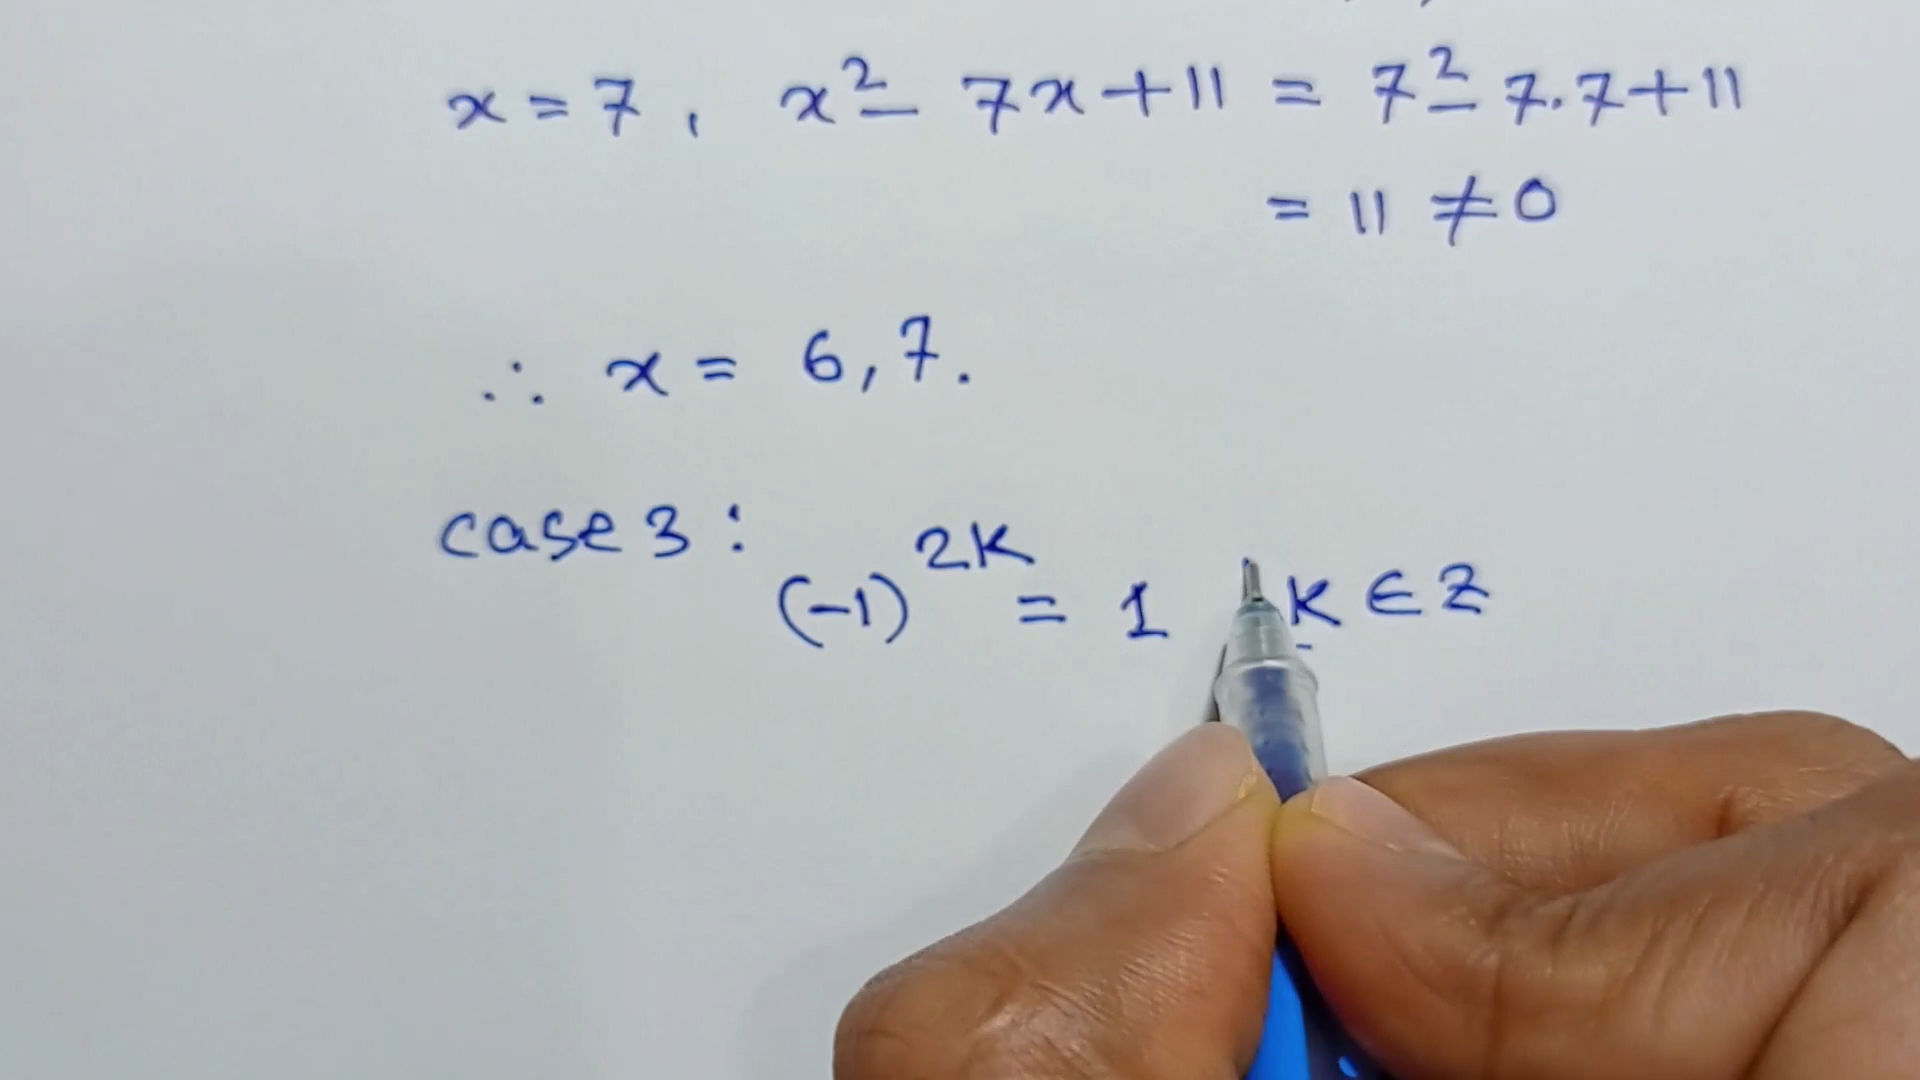 x = 7, x² - 7x + 11 = 7² - 7.7 + 11
= 11 ≠ 0
∴ x = 6, 7.
case 3 : (-1)^2K = 1 K ∈ Z